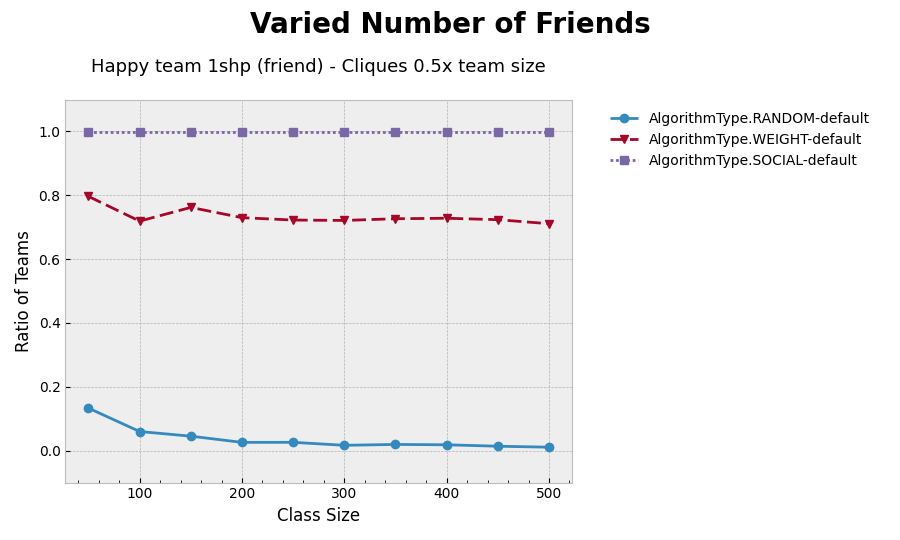 Varied Number of Friends
Happy team 1shp (friend) - Cliques 0.5x team size
AlgorithmType.RANDOM-default
AlgorithmType.WEIGHT-default
AlgorithmType.SOCIAL-default
Ratio of Teams
1.0
0.8
0.6
0.4
0.2
0.0
100 200 300 400 500
Class Size